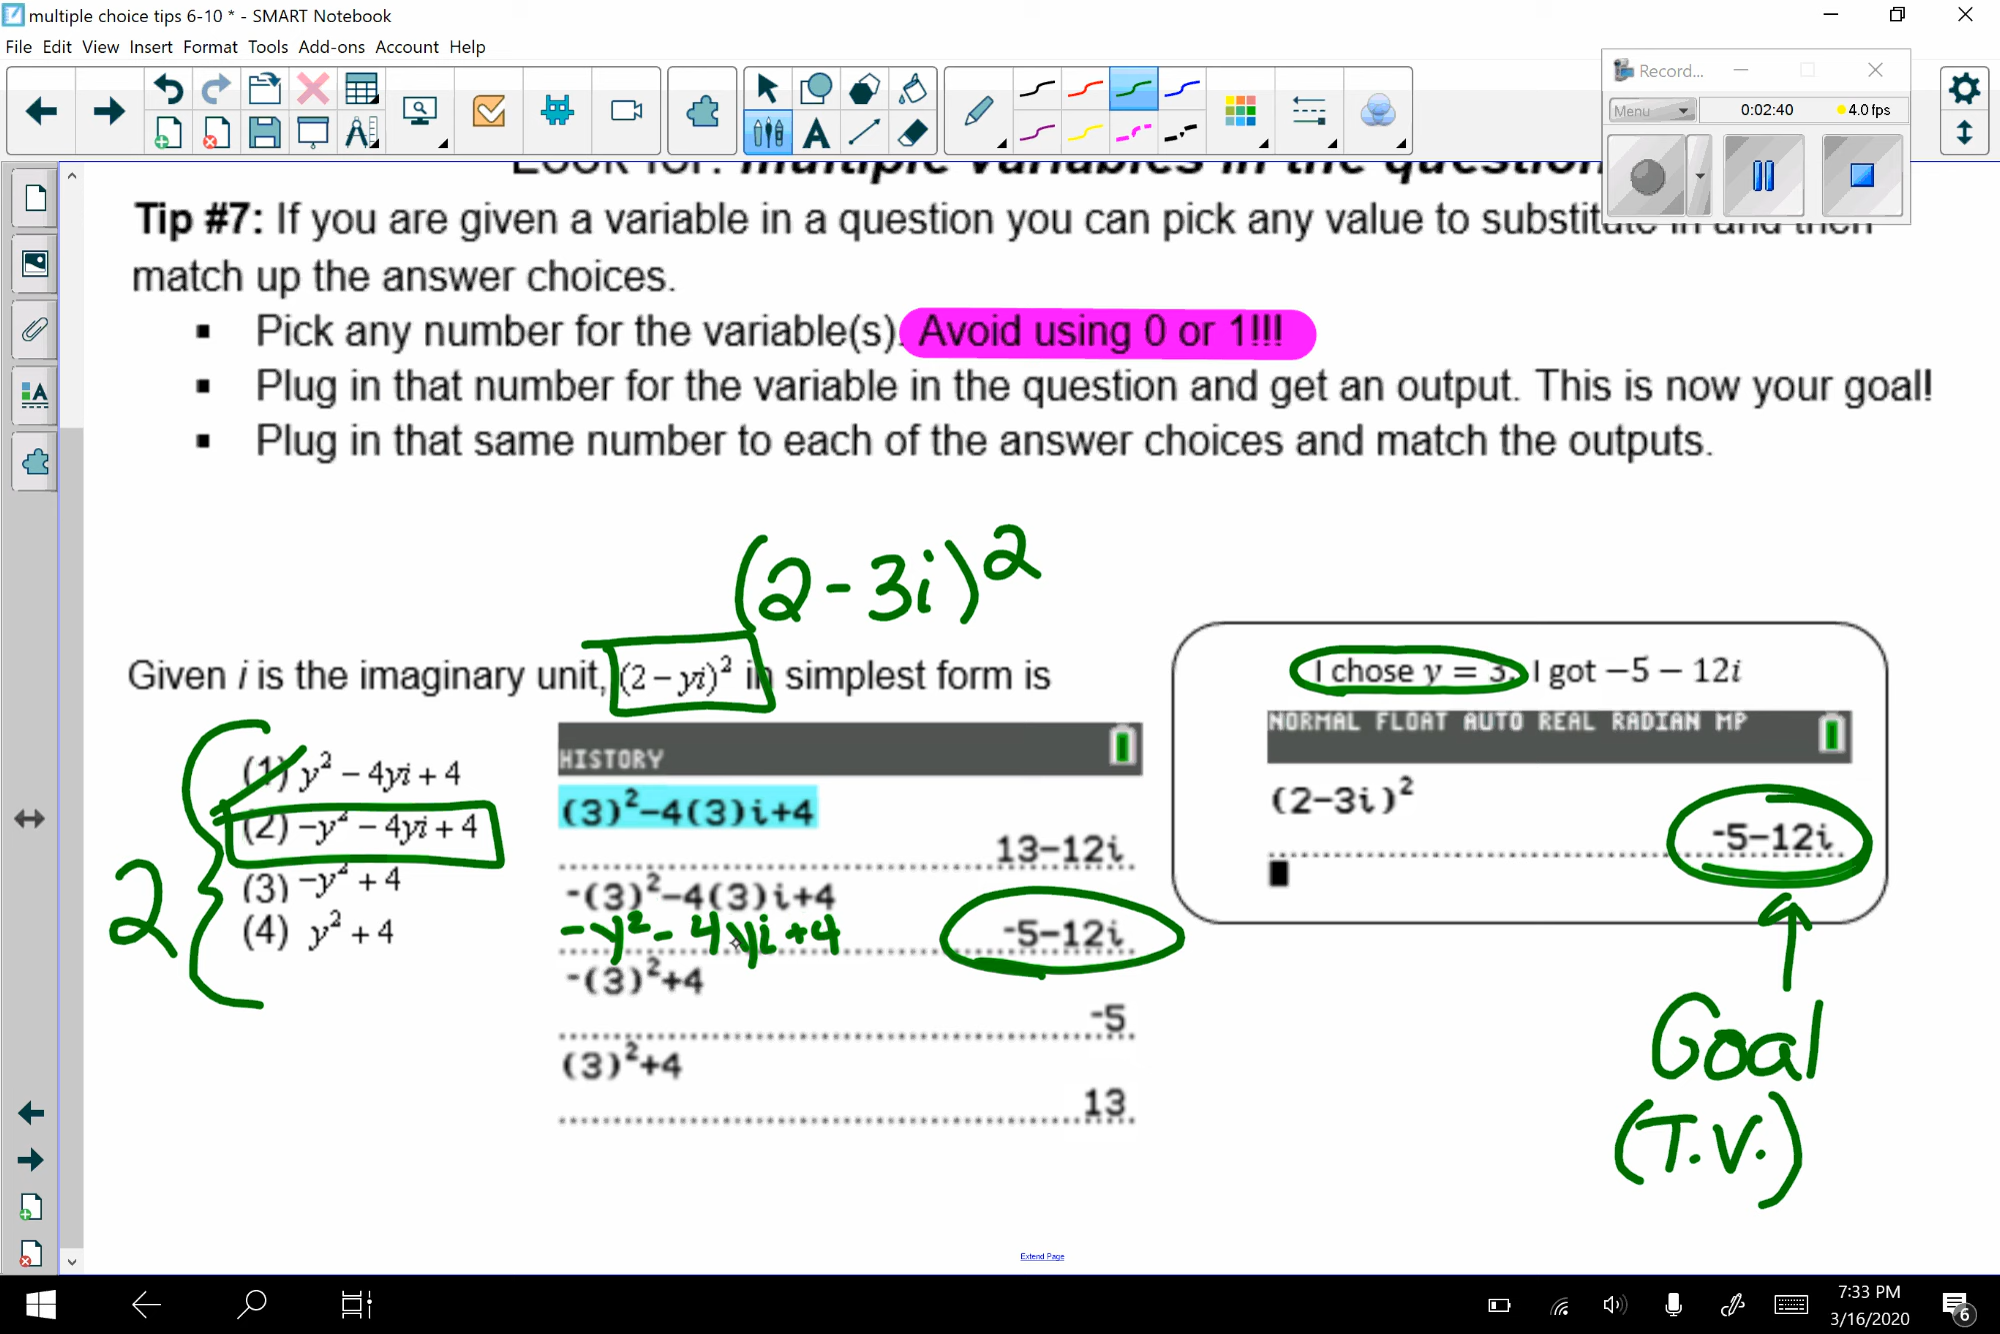 multiple choice tips 6-10 * - SMART Notebook
File Edit View Insert Format Tools Add-ons Account Help
Record...
Menu 0:02:40 4.0 fps
Look for: multiple variables in the question
Tip #7: If you are given a variable in a question you can pick any value to substitute in and then
match up the answer choices.
▪ Pick any number for the variable(s). Avoid using 0 or 1!!!
▪ Plug in that number for the variable in the question and get an output. This is now your goal!
▪ Plug in that same number to each of the answer choices and match the outputs.
(2-3i)²
Given i is the imaginary unit, (2 – yi)² in simplest form is
(1) y² – 4yi + 4
(2) –y² – 4yi + 4
(3) –y² + 4
(4) y² + 4
2
HISTORY
(3)²-4(3)i+4
13-12i
-(3)²-4(3)i+4
-y²-4yi+4
-5-12i
-(3)²+4
-5
(3)²+4
13
I chose y = 3. I got −5 − 12i
NORMAL FLOAT AUTO REAL RADIAN MP
(2-3i)²
-5-12i
Goal
(T.V.)
Extend Page
7:33 PM
3/16/2020
6